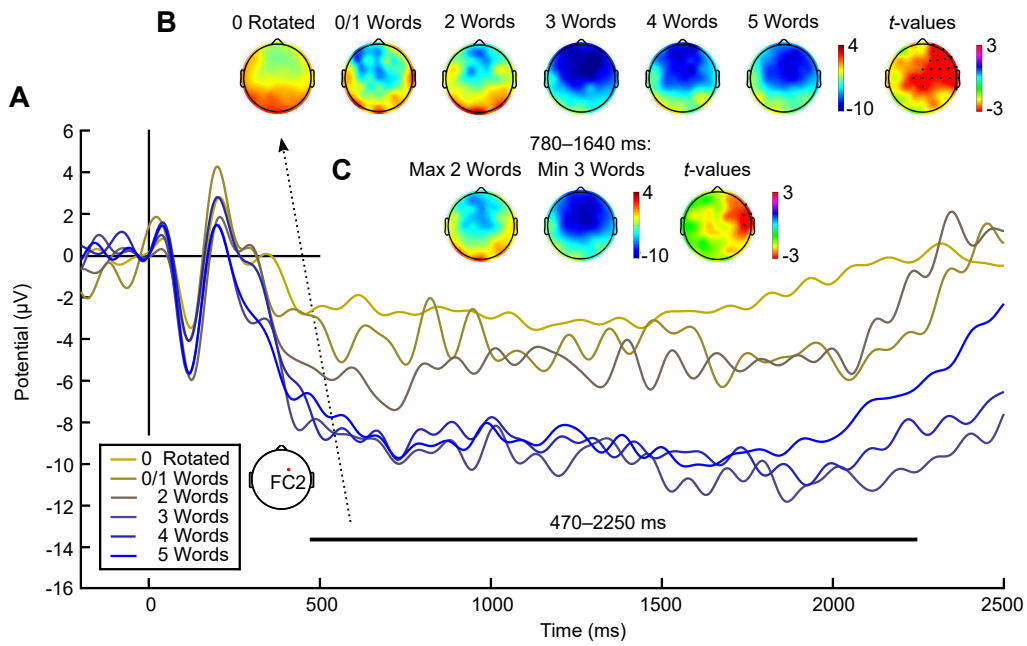 B
0 Rotated 0/1 Words 2 Words 3 Words 4 Words 5 Words t-values
4
-10
3
-3
A
780–1640 ms:
C
Max 2 Words Min 3 Words t-values
4
-10
3
-3
6
4
2
0
-2
-4
-6
-8
-10
-12
-14
-16
Potential (µV)
0 Rotated
0/1 Words
2 Words
3 Words
4 Words
5 Words
FC2
470–2250 ms
0 500 1000 1500 2000 2500
Time (ms)